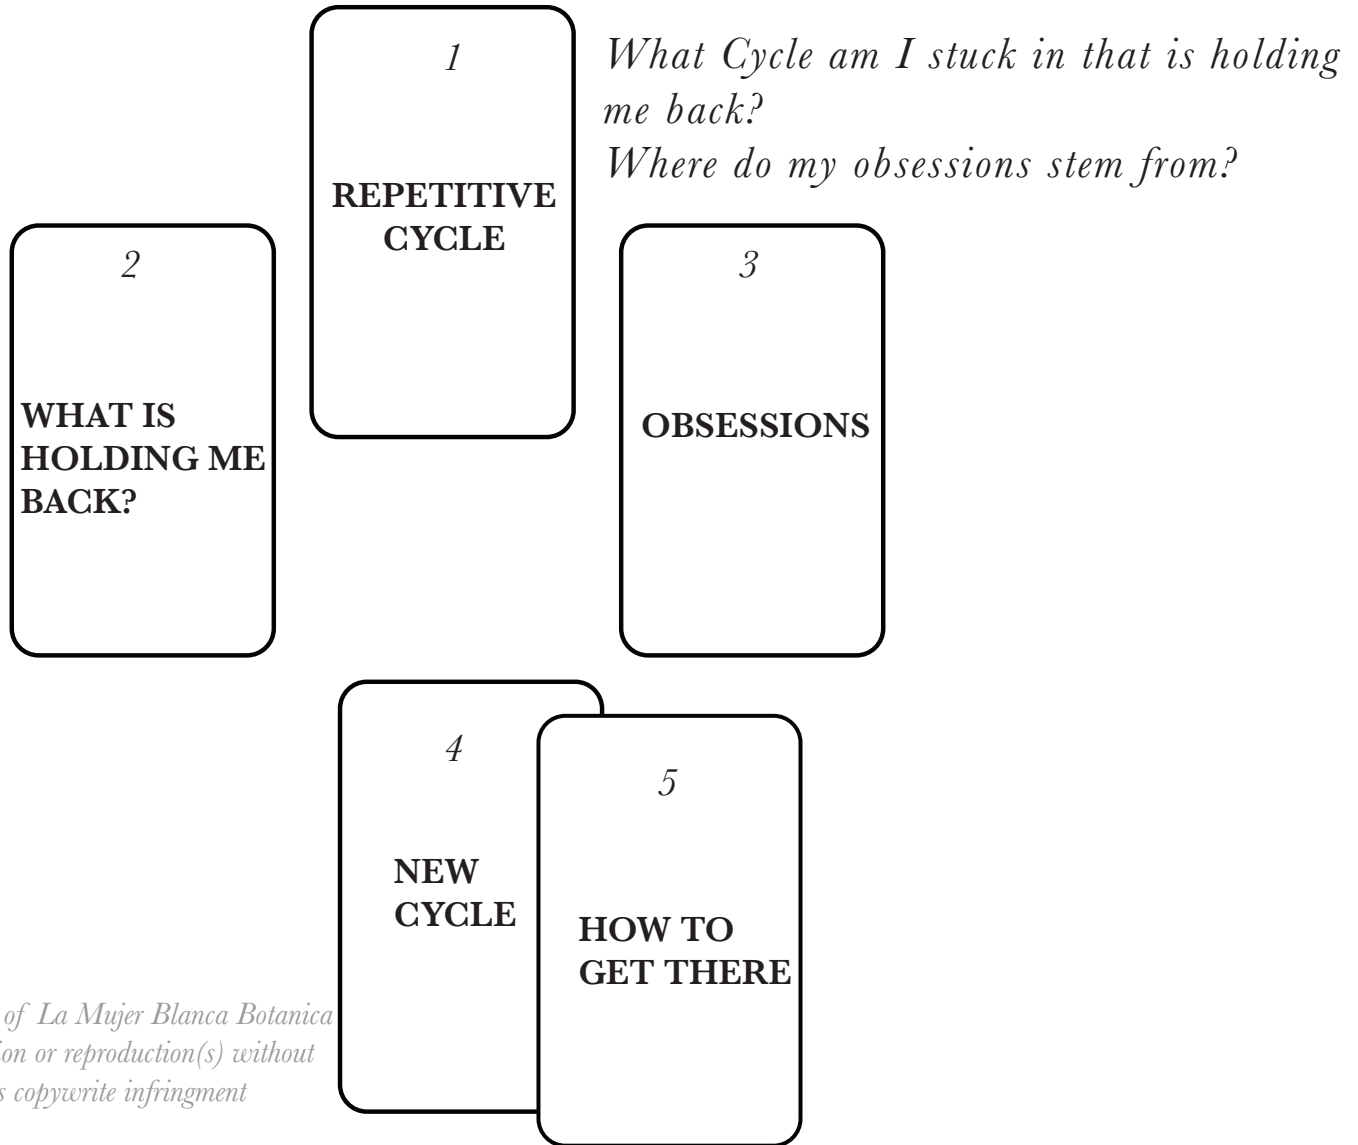 1
REPETITIVE
CYCLE
What Cycle am I stuck in that is holding
me back?
Where do my obsessions stem from?
2
WHAT IS
HOLDING ME
BACK?
3
OBSESSIONS
4
NEW
CYCLE
5
HOW TO
GET THERE
of La Mujer Blanca Botanica
or reproduction(s) without
copywrite infringment